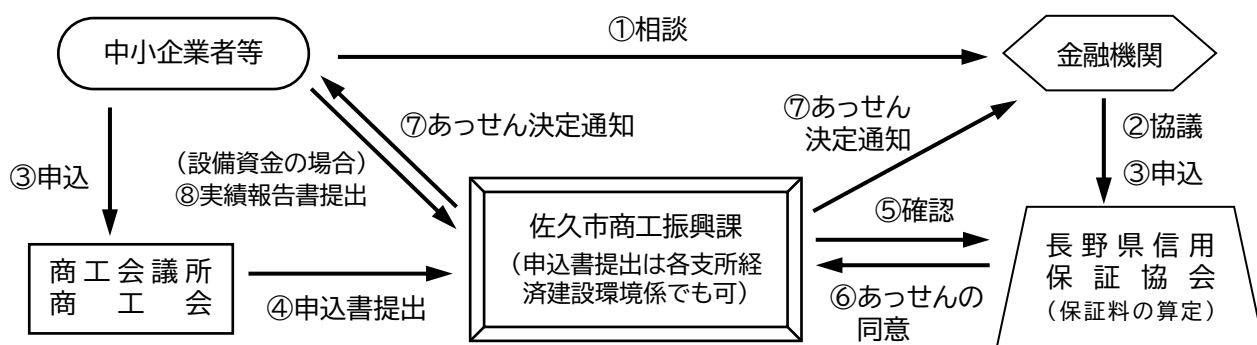 中小企業者等
①相談
金融機関
②協議
③申込
③申込
⑦あっせん決定通知
⑦あっせん
決定通知
(設備資金の場合)
⑧実績報告書提出
商工会議所
商工会
④申込書提出
佐久市商工振興課
(申込書提出は各支所経
済建設環境係でも可)
⑤確認
⑥あっせんの
同意
長野県信用
保証協会
(保証料の算定)